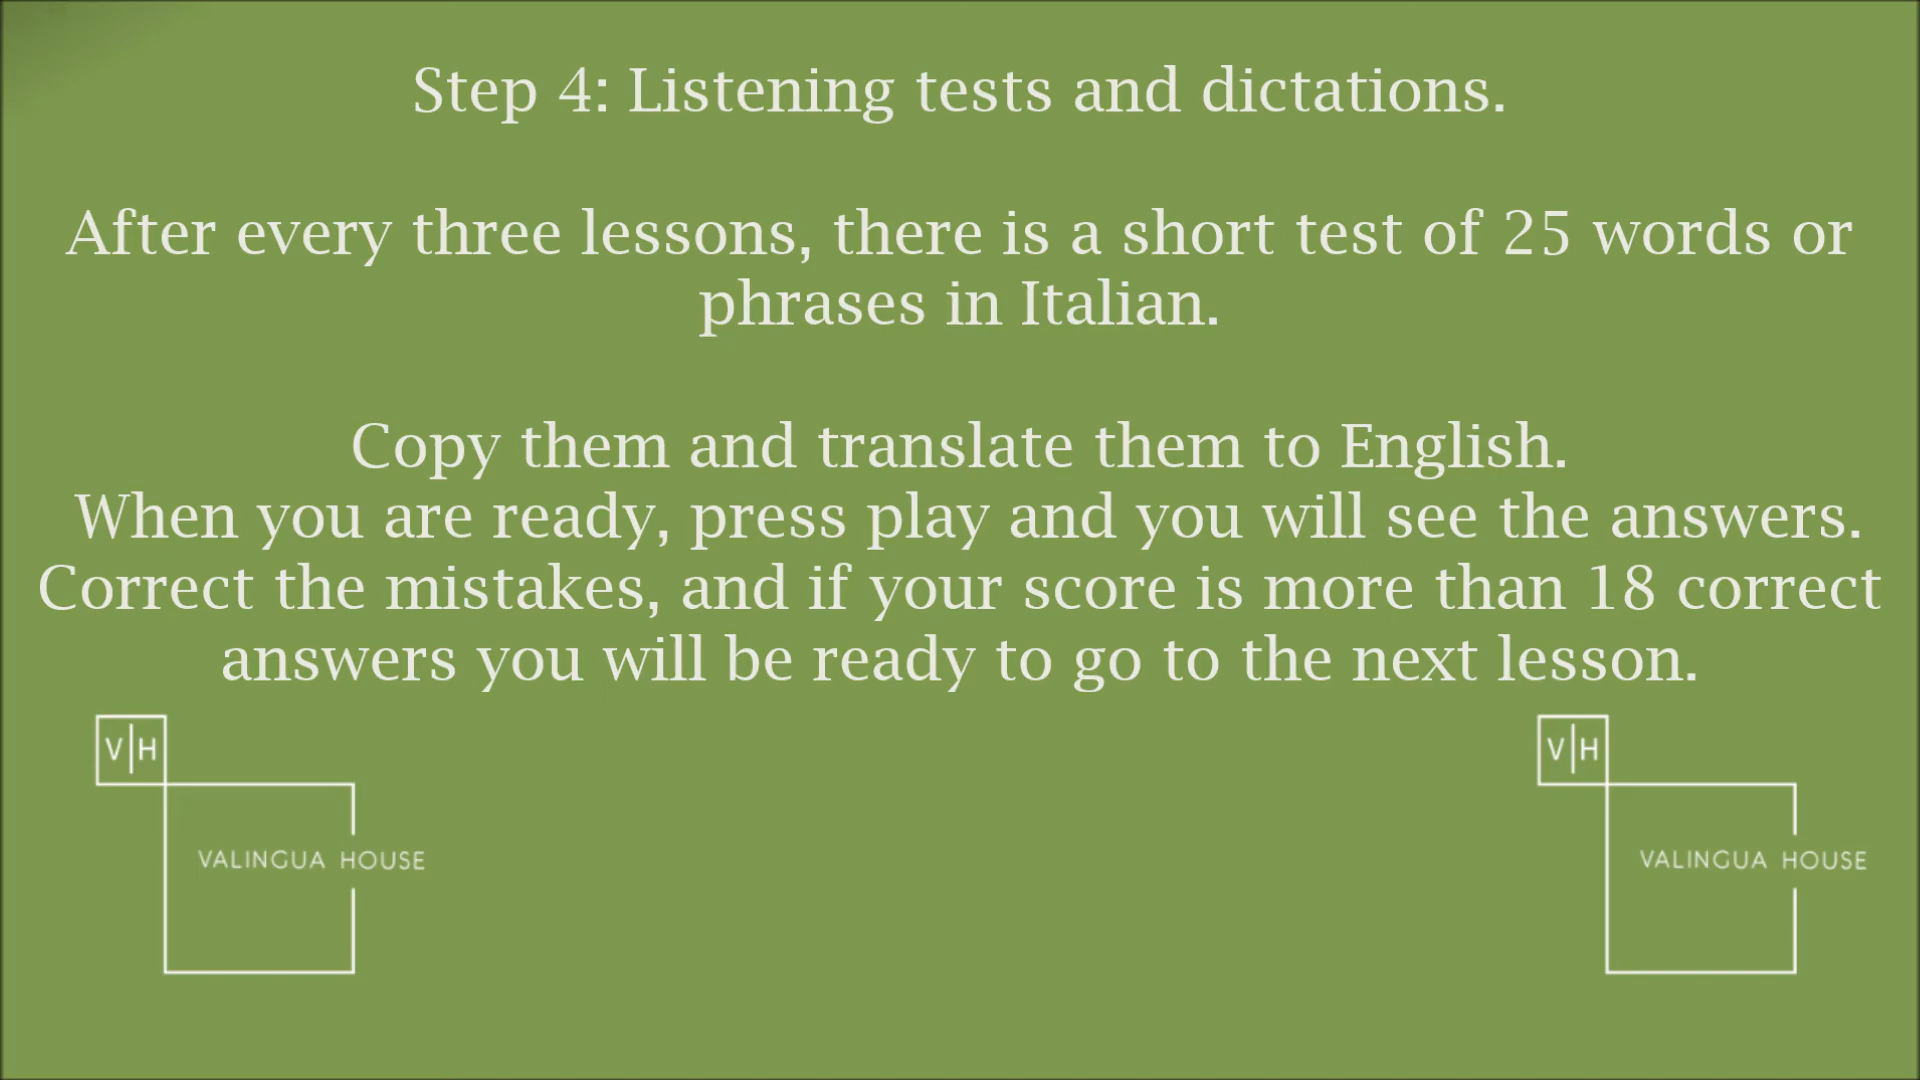 Step 4: Listening tests and dictations.
After every three lessons, there is a short test of 25 words or
phrases in Italian.
Copy them and translate them to English.
When you are ready, press play and you will see the answers.
Correct the mistakes, and if your score is more than 18 correct
answers you will be ready to go to the next lesson.
V|H
VALINGUA HOUSE
V|H
VALINGUA HOUSE